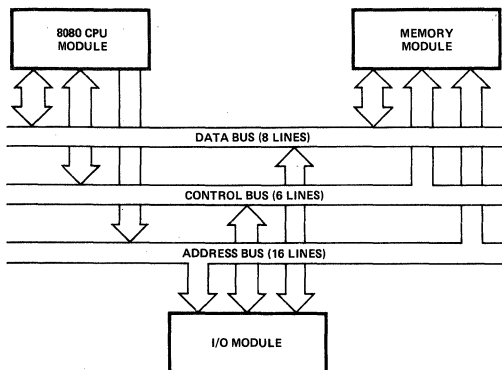 8080 CPU
MODULE
MEMORY
MODULE
DATA BUS (8 LINES)
CONTROL BUS (6 LINES)
ADDRESS BUS (16 LINES)
I/O MODULE